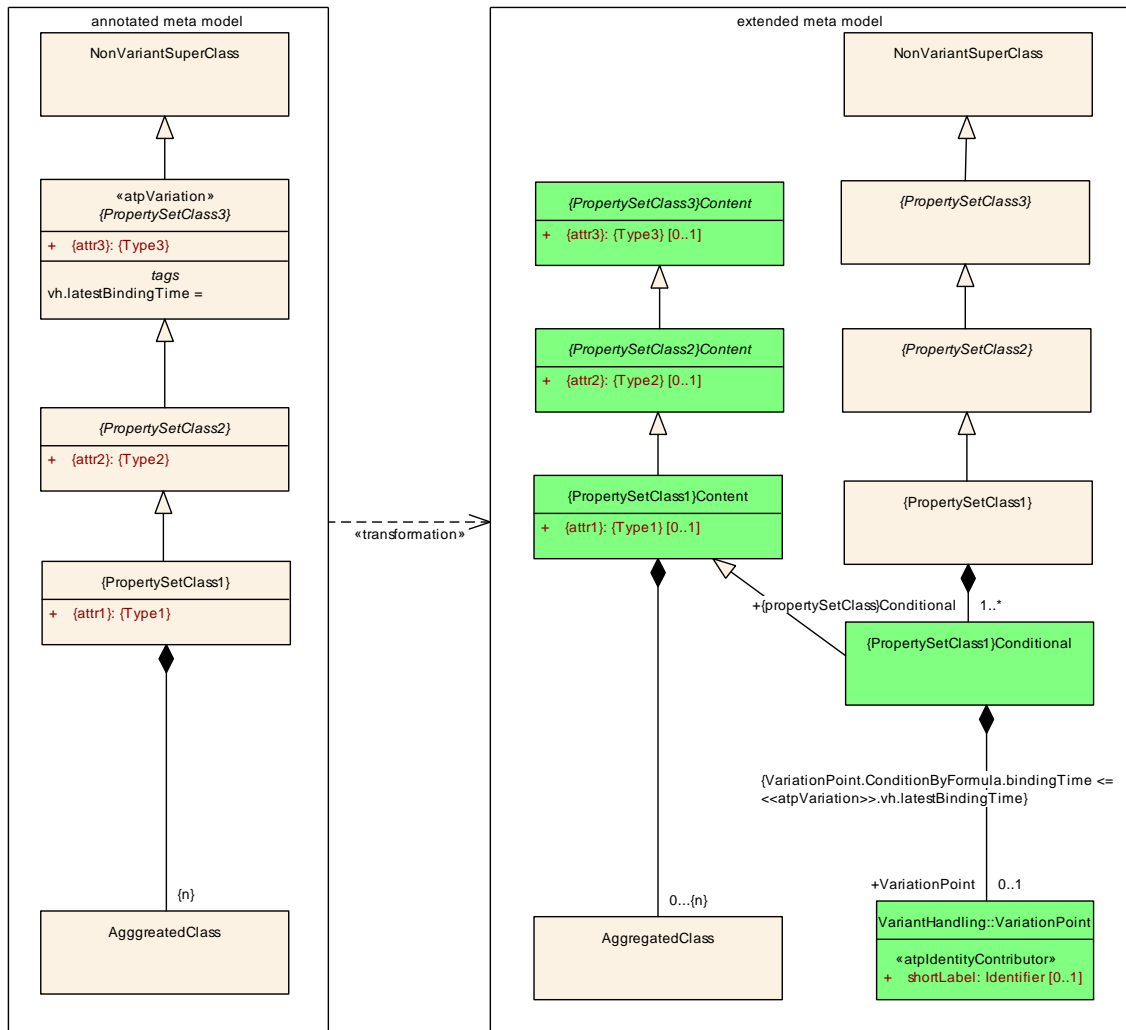 annotated meta model
NonVariantSuperClass
«atpVariation»
{PropertySetClass3}
+ {attr3}: {Type3}
tags
vh.latestBindingTime =
{PropertySetClass2}
+ {attr2}: {Type2}
{PropertySetClass1}
+ {attr1}: {Type1}
{n}
AgggreatedClass
«transformation»
extended meta model
NonVariantSuperClass
{PropertySetClass3}Content
+ {attr3}: {Type3} [0..1]
{PropertySetClass3}
{PropertySetClass2}Content
+ {attr2}: {Type2} [0..1]
{PropertySetClass2}
{PropertySetClass1}Content
+ {attr1}: {Type1} [0..1]
{PropertySetClass1}
+{propertySetClass}Conditional 1..*
{PropertySetClass1}Conditional
{VariationPoint.ConditionByFormula.bindingTime <=
<<atpVariation>>.vh.latestBindingTime}
+VariationPoint 0..1
0...{n}
AggregatedClass
VariantHandling::VariationPoint
«atpIdentityContributor»
+ shortLabel: Identifier [0..1]